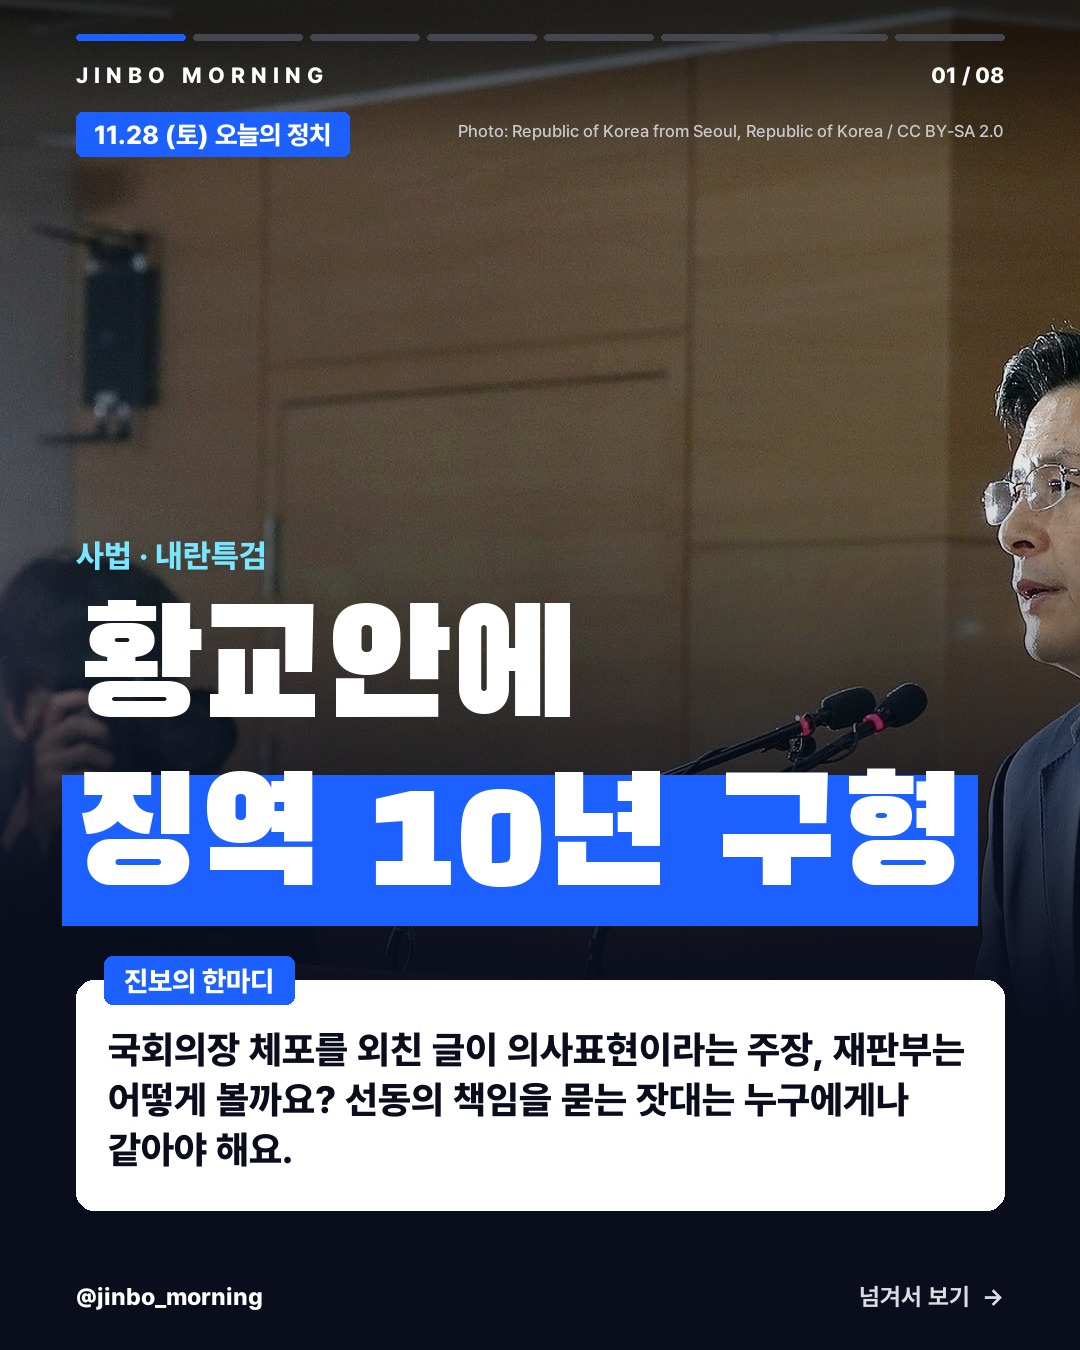 JINBO MORNING
01 / 08
11.28 (토) 오늘의 정치
Photo: Republic of Korea from Seoul, Republic of Korea / CC BY-SA 2.0
사법 · 내란특검
황교안에
징역 10년 구형
진보의 한마디
국회의장 체포를 외친 글이 의사표현이라는 주장, 재판부는
어떻게 볼까요? 선동의 책임을 묻는 잣대는 누구에게나
같아야 해요.
@jinbo_morning
넘겨서 보기 →